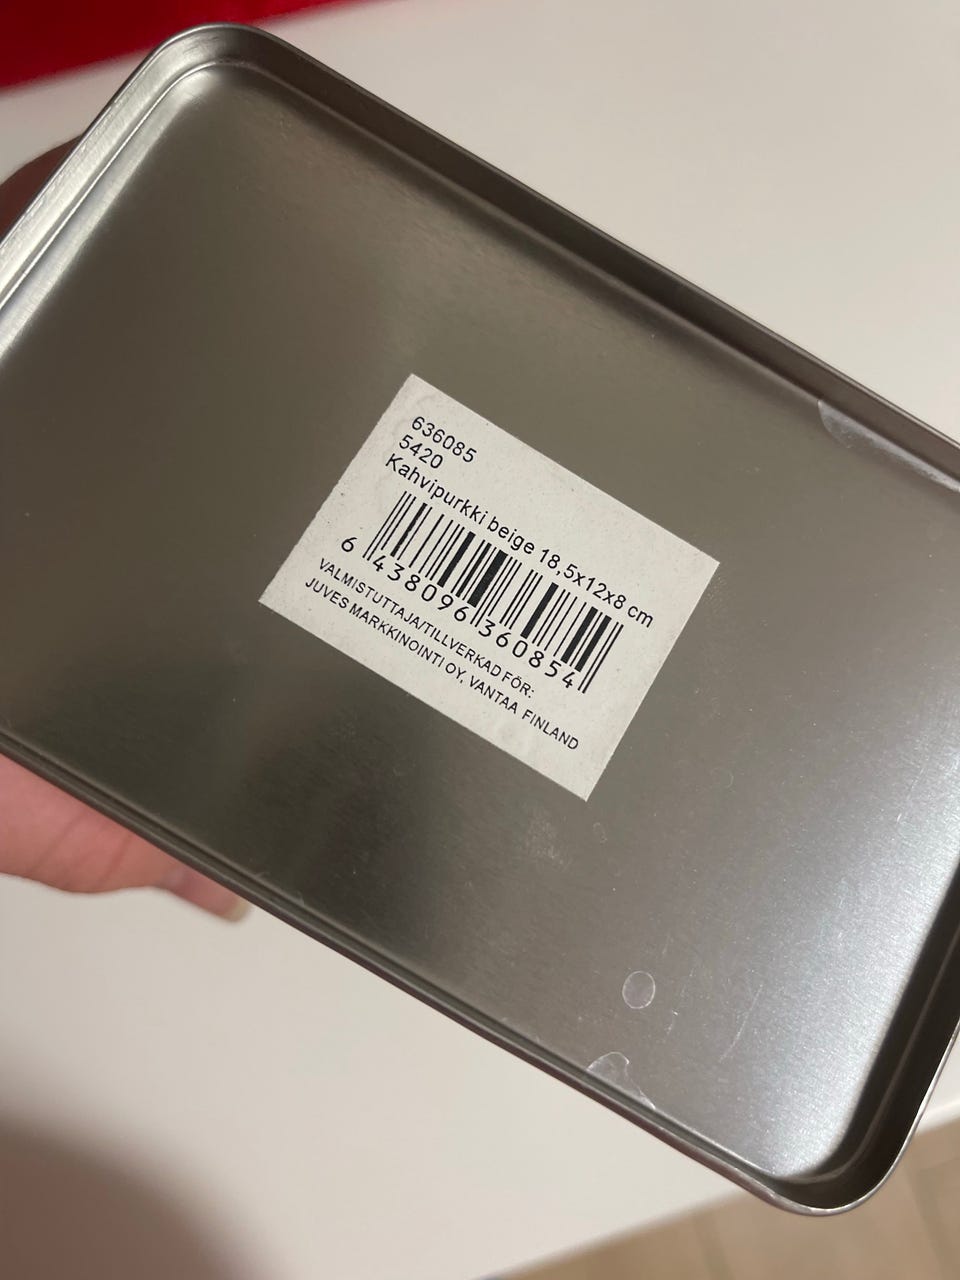 636085
5420
Kahvipurkki beige 18,5x12x8 cm
6 438096 360854
VALMISTUTTAJA/TILLVERKAD FÖR:
JUVES MARKKINOINTI OY, VANTAA FINLAND